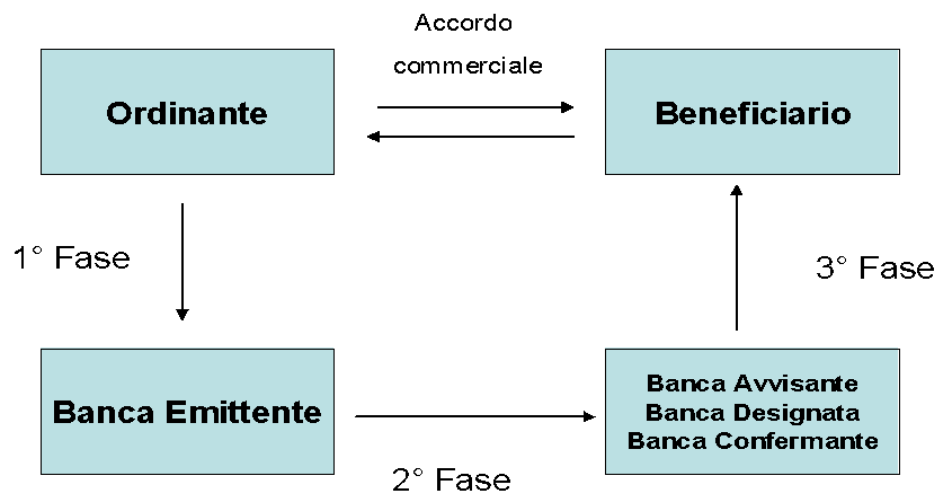 Accordo
commerciale
Ordinante
Beneficiario
1° Fase
3° Fase
Banca Emittente
Banca Avvisante
Banca Designata
Banca Confermante
2° Fase